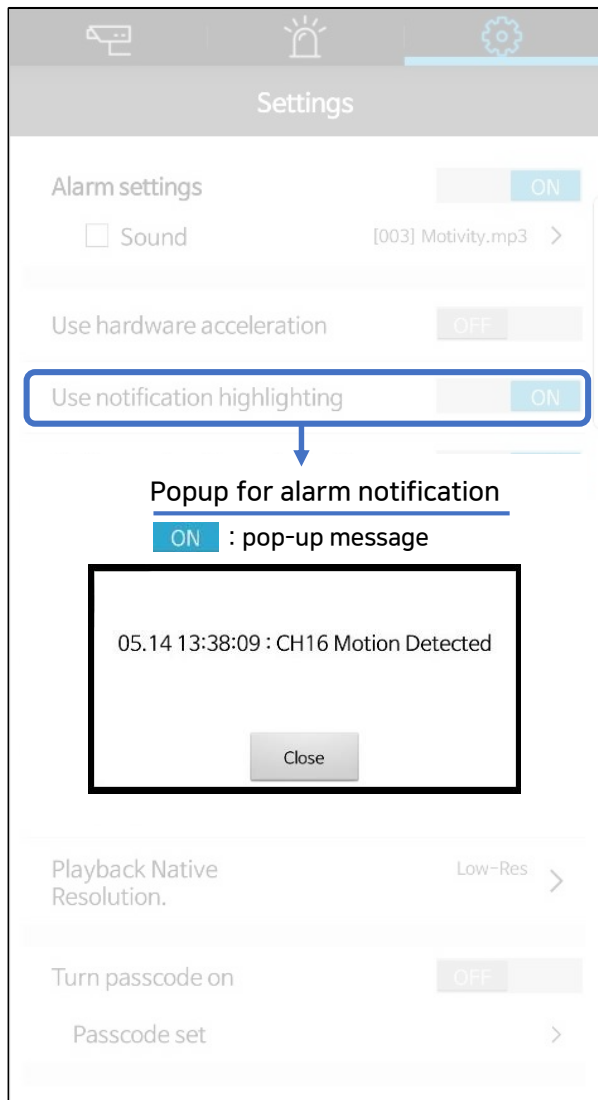 Settings
Alarm settings ON
Sound [003] Motivity.mp3 >
Use hardware acceleration OFF
Use notification highlighting ON
Popup for alarm notification
ON : pop-up message
05.14 13:38:09 : CH16 Motion Detected
Close
Playback Native Low-Res >
Resolution.
Turn passcode on OFF
Passcode set >